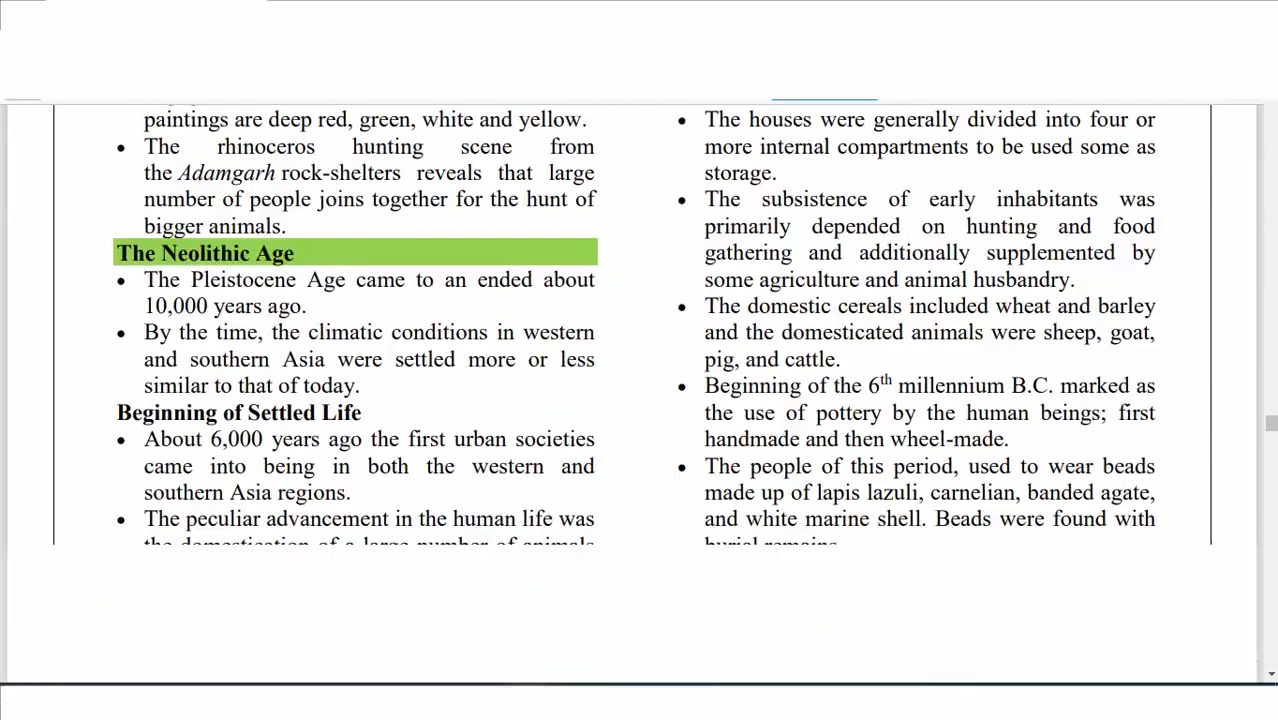 paintings are deep red, green, white and yellow.
• The rhinoceros hunting scene from
the Adamgarh rock-shelters reveals that large
number of people joins together for the hunt of
bigger animals.
The Neolithic Age
• The Pleistocene Age came to an ended about
10,000 years ago.
• By the time, the climatic conditions in western
and southern Asia were settled more or less
similar to that of today.
Beginning of Settled Life
• About 6,000 years ago the first urban societies
came into being in both the western and
southern Asia regions.
• The peculiar advancement in the human life was
the domestication of a large number of animals
• The houses were generally divided into four or
more internal compartments to be used some as
storage.
• The subsistence of early inhabitants was
primarily depended on hunting and food
gathering and additionally supplemented by
some agriculture and animal husbandry.
• The domestic cereals included wheat and barley
and the domesticated animals were sheep, goat,
pig, and cattle.
• Beginning of the 6th millennium B.C. marked as
the use of pottery by the human beings; first
handmade and then wheel-made.
• The people of this period, used to wear beads
made up of lapis lazuli, carnelian, banded agate,
and white marine shell. Beads were found with
burial remains.